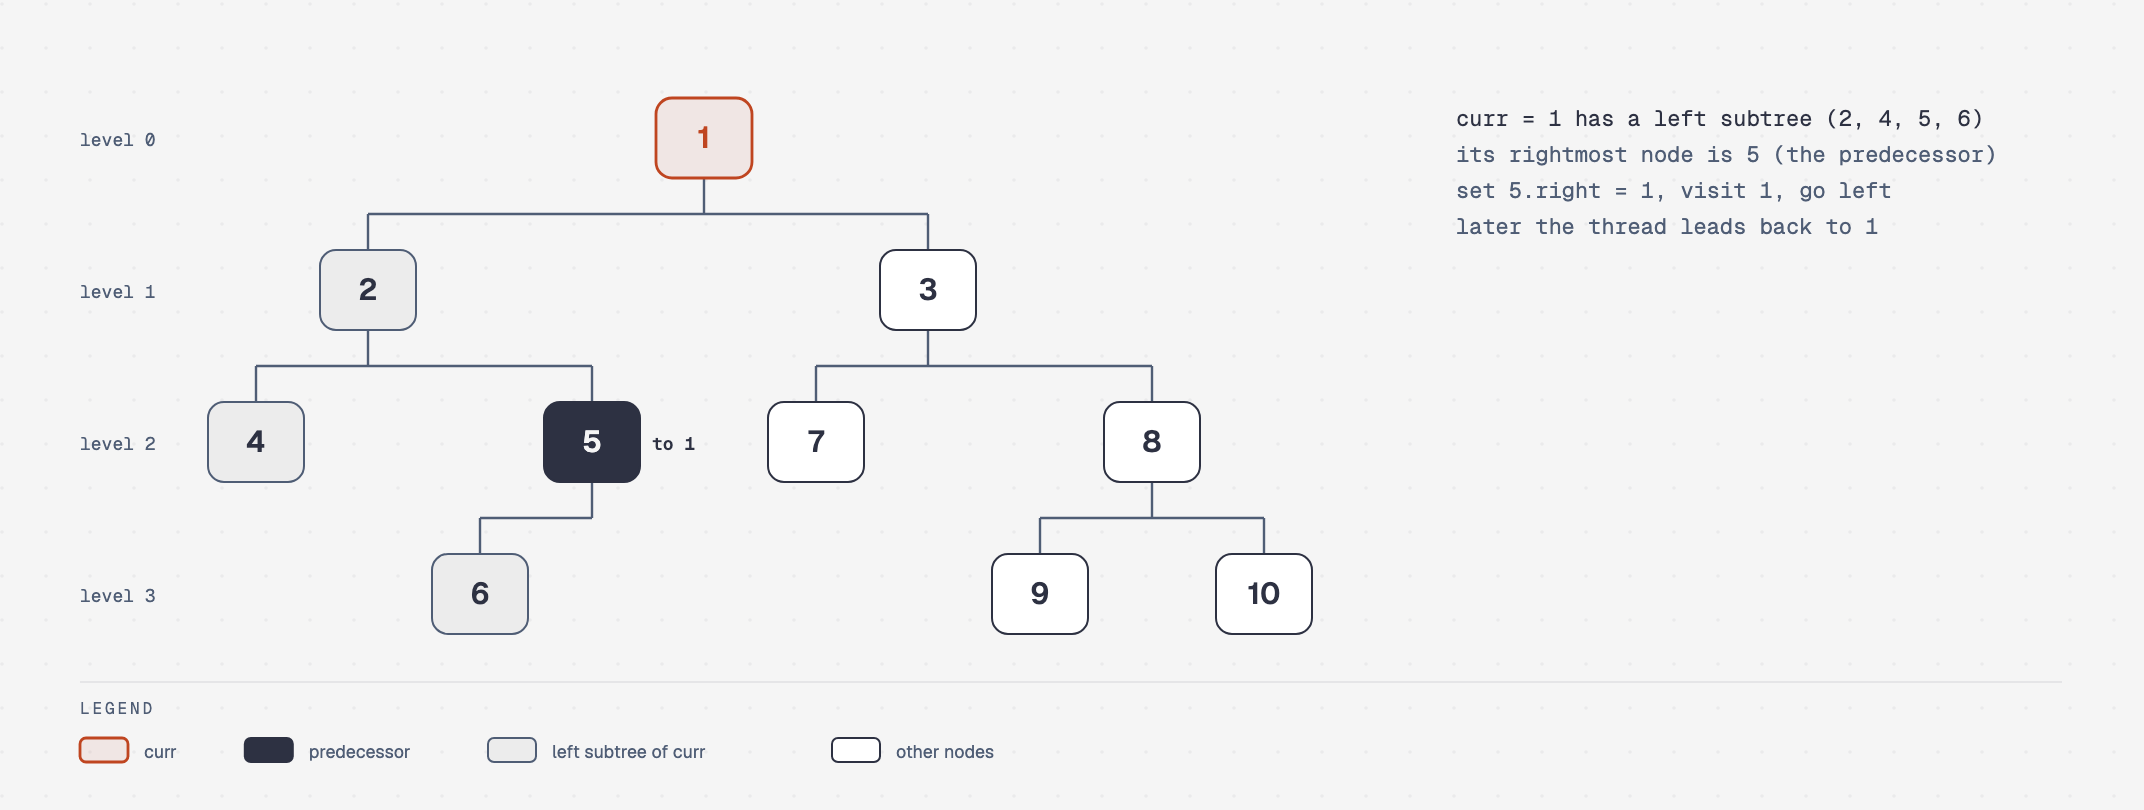 level 0
1
curr = 1 has a left subtree (2, 4, 5, 6)
its rightmost node is 5 (the predecessor)
set 5.right = 1, visit 1, go left
later the thread leads back to 1
level 1
2
3
level 2
4
5
to 1
7
8
level 3
6
9
10
LEGEND
curr
predecessor
left subtree of curr
other nodes